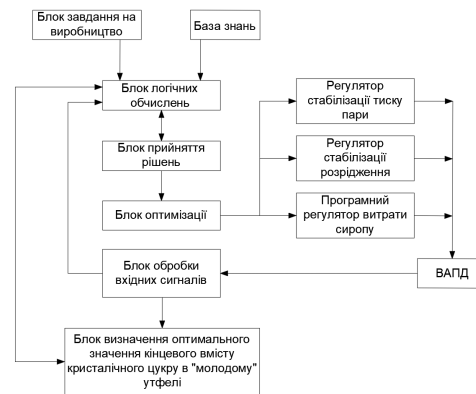 Блок завдання на
виробництво
База знань
Блок логічних
обчислень
Регулятор
стабілізації тиску
пари
Блок прийняття
рішень
Регулятор
стабілізації
розрідження
Блок оптимізації
Програмний
регулятор витрати
сиропу
Блок обробки
вхідних сигналів
ВАПД
Блок визначення оптимального
значення кінцевого вмісту
кристалічного цукру в "молодому"
утфелі